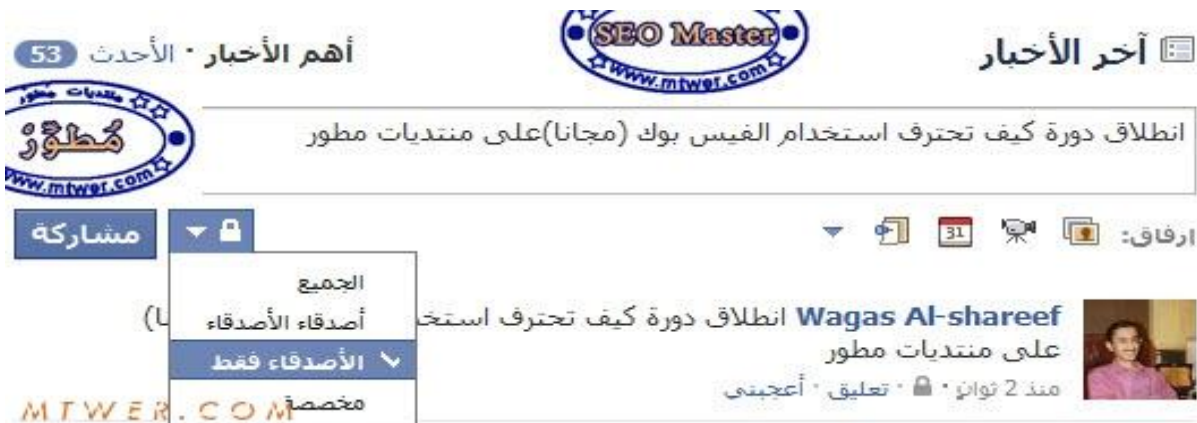 آخر الأخبار
أهم الأخبار · الأحدث 53
SEO Master
www.mtwer.com
منتديات مطور
مُطوِّرْ
www.mtwer.com
انطلاق دورة كيف تحترف استخدام الفيس بوك (مجانا)على منتديات مطور
ارفاق:
31
مشاركة
الجميع
أصدقاء الأصدقاء
الأصدقاء فقط
مخصصة
Wagas Al-shareef انطلاق دورة كيف تحترف
على منتديات مطور
منذ 2 ثوانٍ · تعليق · أعجبني
MTWER.COM